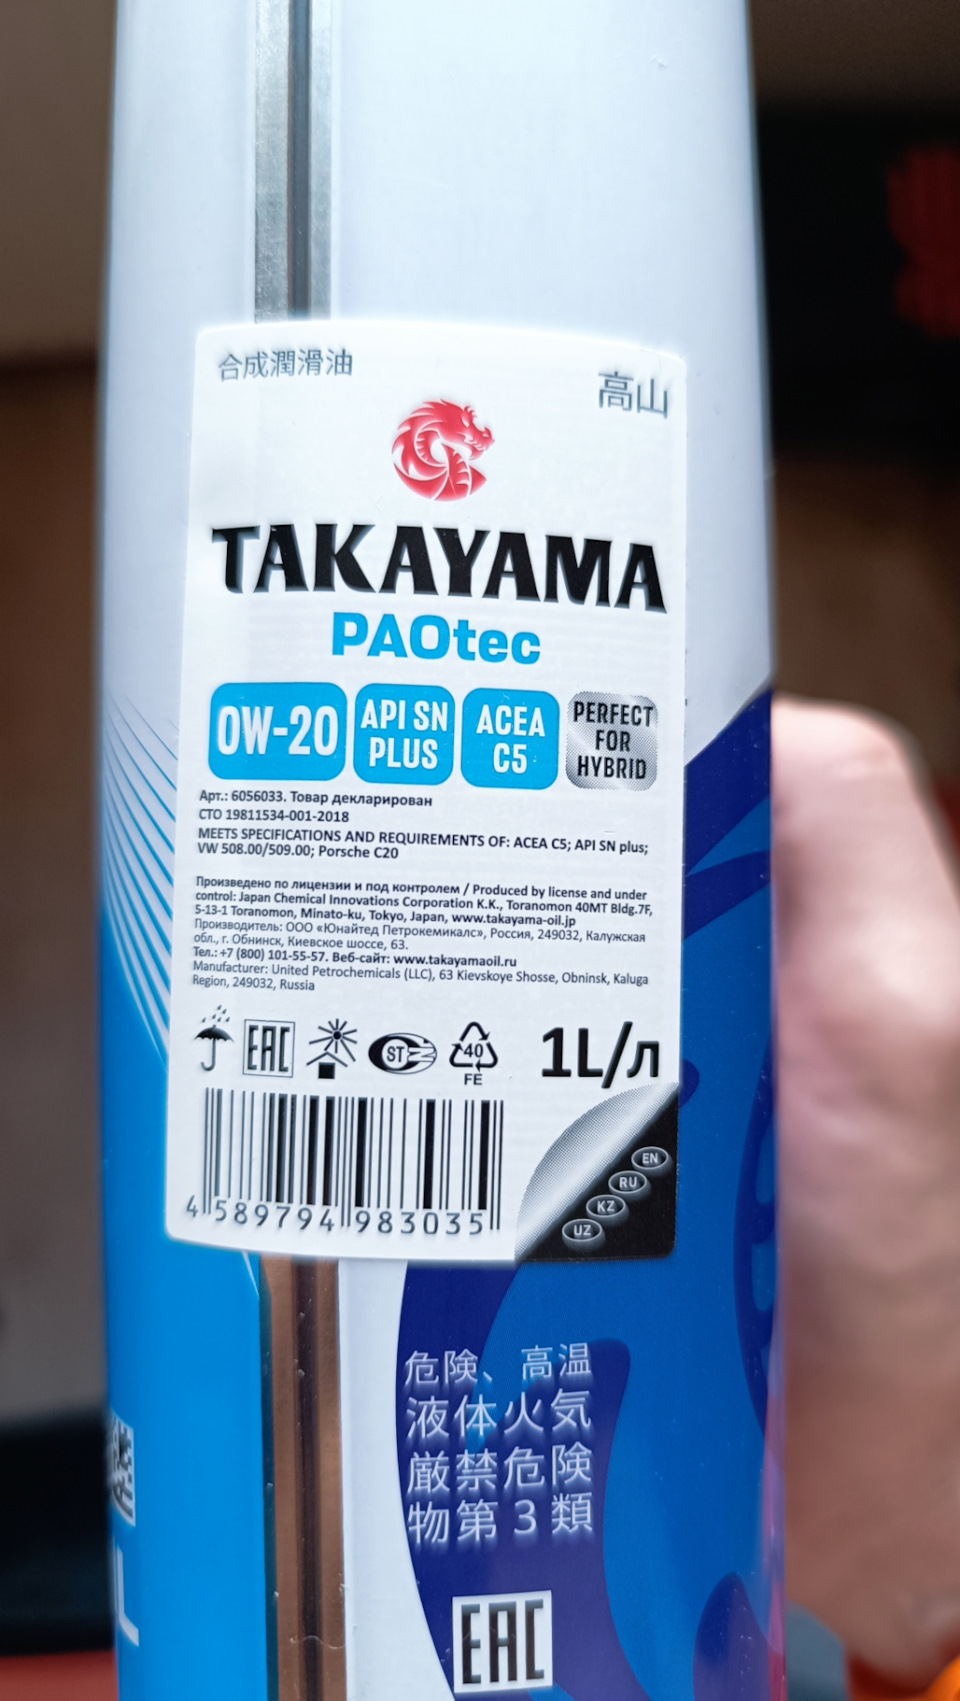 合成潤滑油
高山
TAKAYAMA
PAOtec
0W-20
API SN
PLUS
ACEA
C5
PERFECT
FOR
HYBRID
Арт.: 6056033. Товар декларирован
СТО 19811534-001-2018
MEETS SPECIFICATIONS AND REQUIREMENTS OF: ACEA C5; API SN plus;
VW 508.00/509.00; Porsche C20
Произведено по лицензии и под контролем / Produced by license and under
control: Japan Chemical Innovations Corporation K.K., Toranomon 40MT Bldg.7F,
5-13-1 Toranomon, Minato-ku, Tokyo, Japan, www.takayama-oil.jp
Производитель: ООО «Юнайтед Петрокемикалс», Россия, 249032, Калужская
обл., г. Обнинск, Киевское шоссе, 63.
Тел.: +7 (800) 101-55-57. Веб-сайт: www.takayamaoil.ru
Manufacturer: United Petrochemicals (LLC), 63 Kievskoye Shosse, Obninsk, Kaluga
Region, 249032, Russia
EAC
ST
40
FE
1L/л
4 589794 983035
EN
RU
KZ
UZ
危険、高温
液体火気
厳禁危険
物第3類
EAC